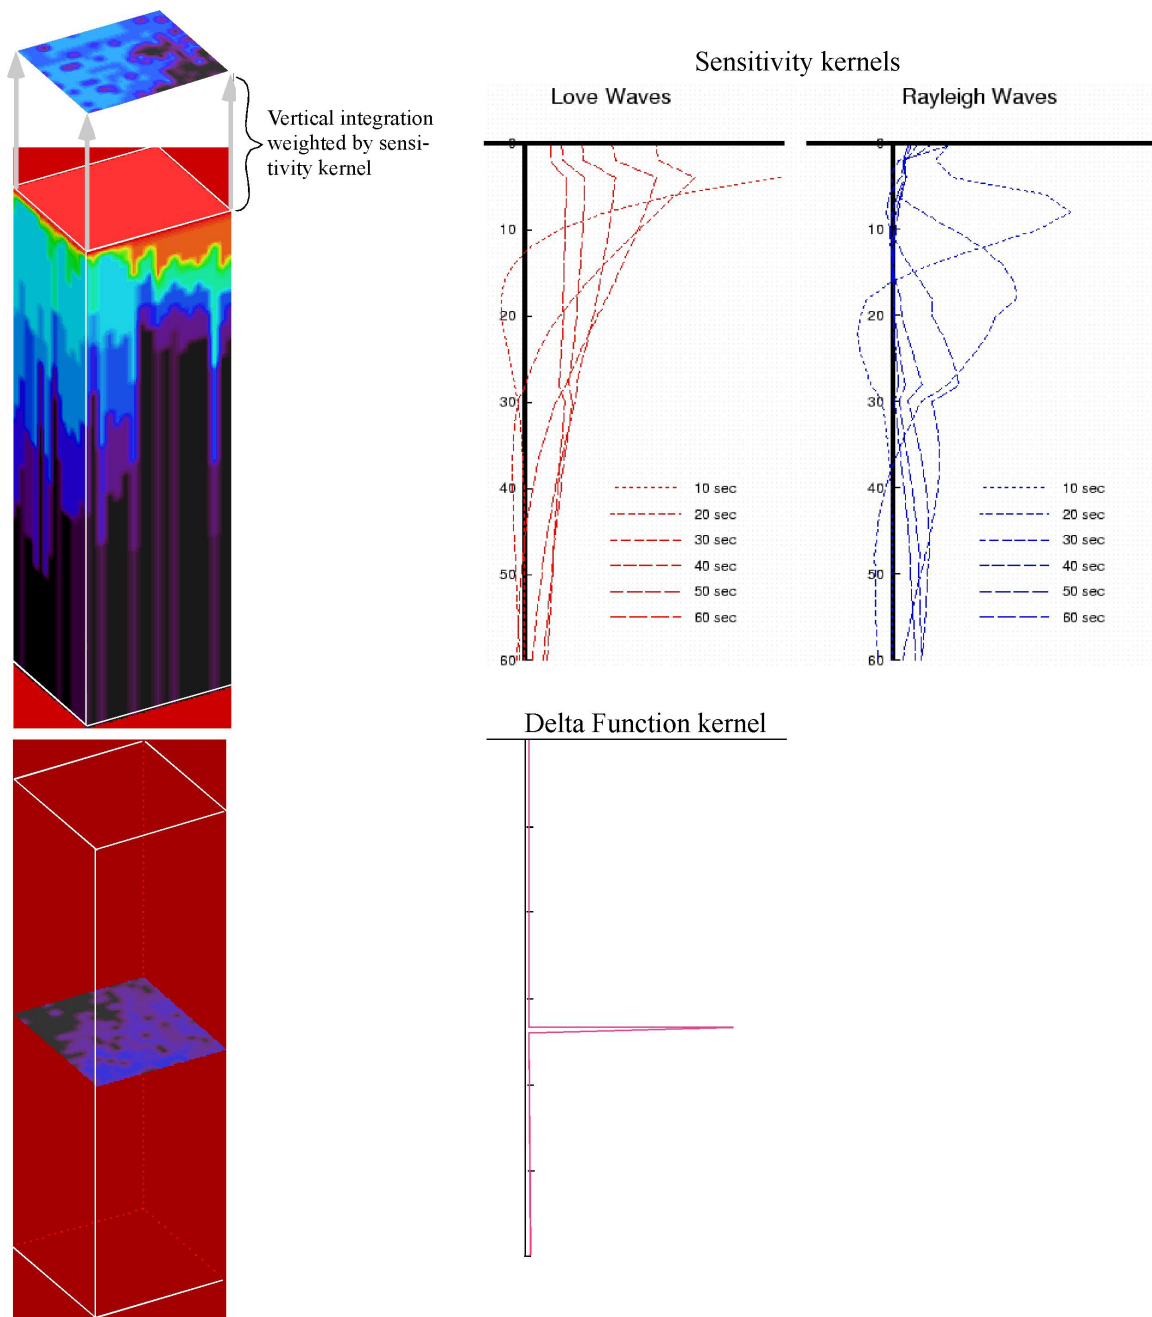 Sensitivity kernels
Vertical integration
weighted by sensi-
tivity kernel
Love Waves
10
20
30
40
50
60
10 sec
20 sec
30 sec
40 sec
50 sec
60 sec
Rayleigh Waves
10
20
30
40
50
60
10 sec
20 sec
30 sec
40 sec
50 sec
60 sec
Delta Function kernel